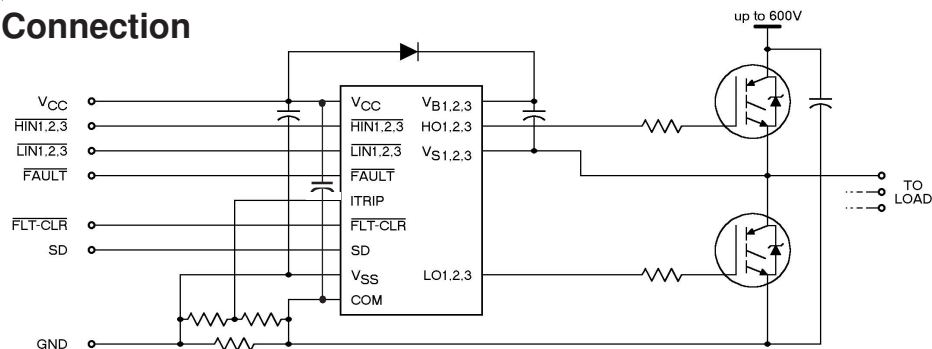 Connection
up to 600V
VCC
HIN1,2,3
LIN1,2,3
FAULT
FLT-CLR
SD
GND
VCC
HIN1,2,3
LIN1,2,3
FAULT
ITRIP
FLT-CLR
SD
VSS
COM
VB1,2,3
HO1,2,3
VS1,2,3
LO1,2,3
TO
LOAD